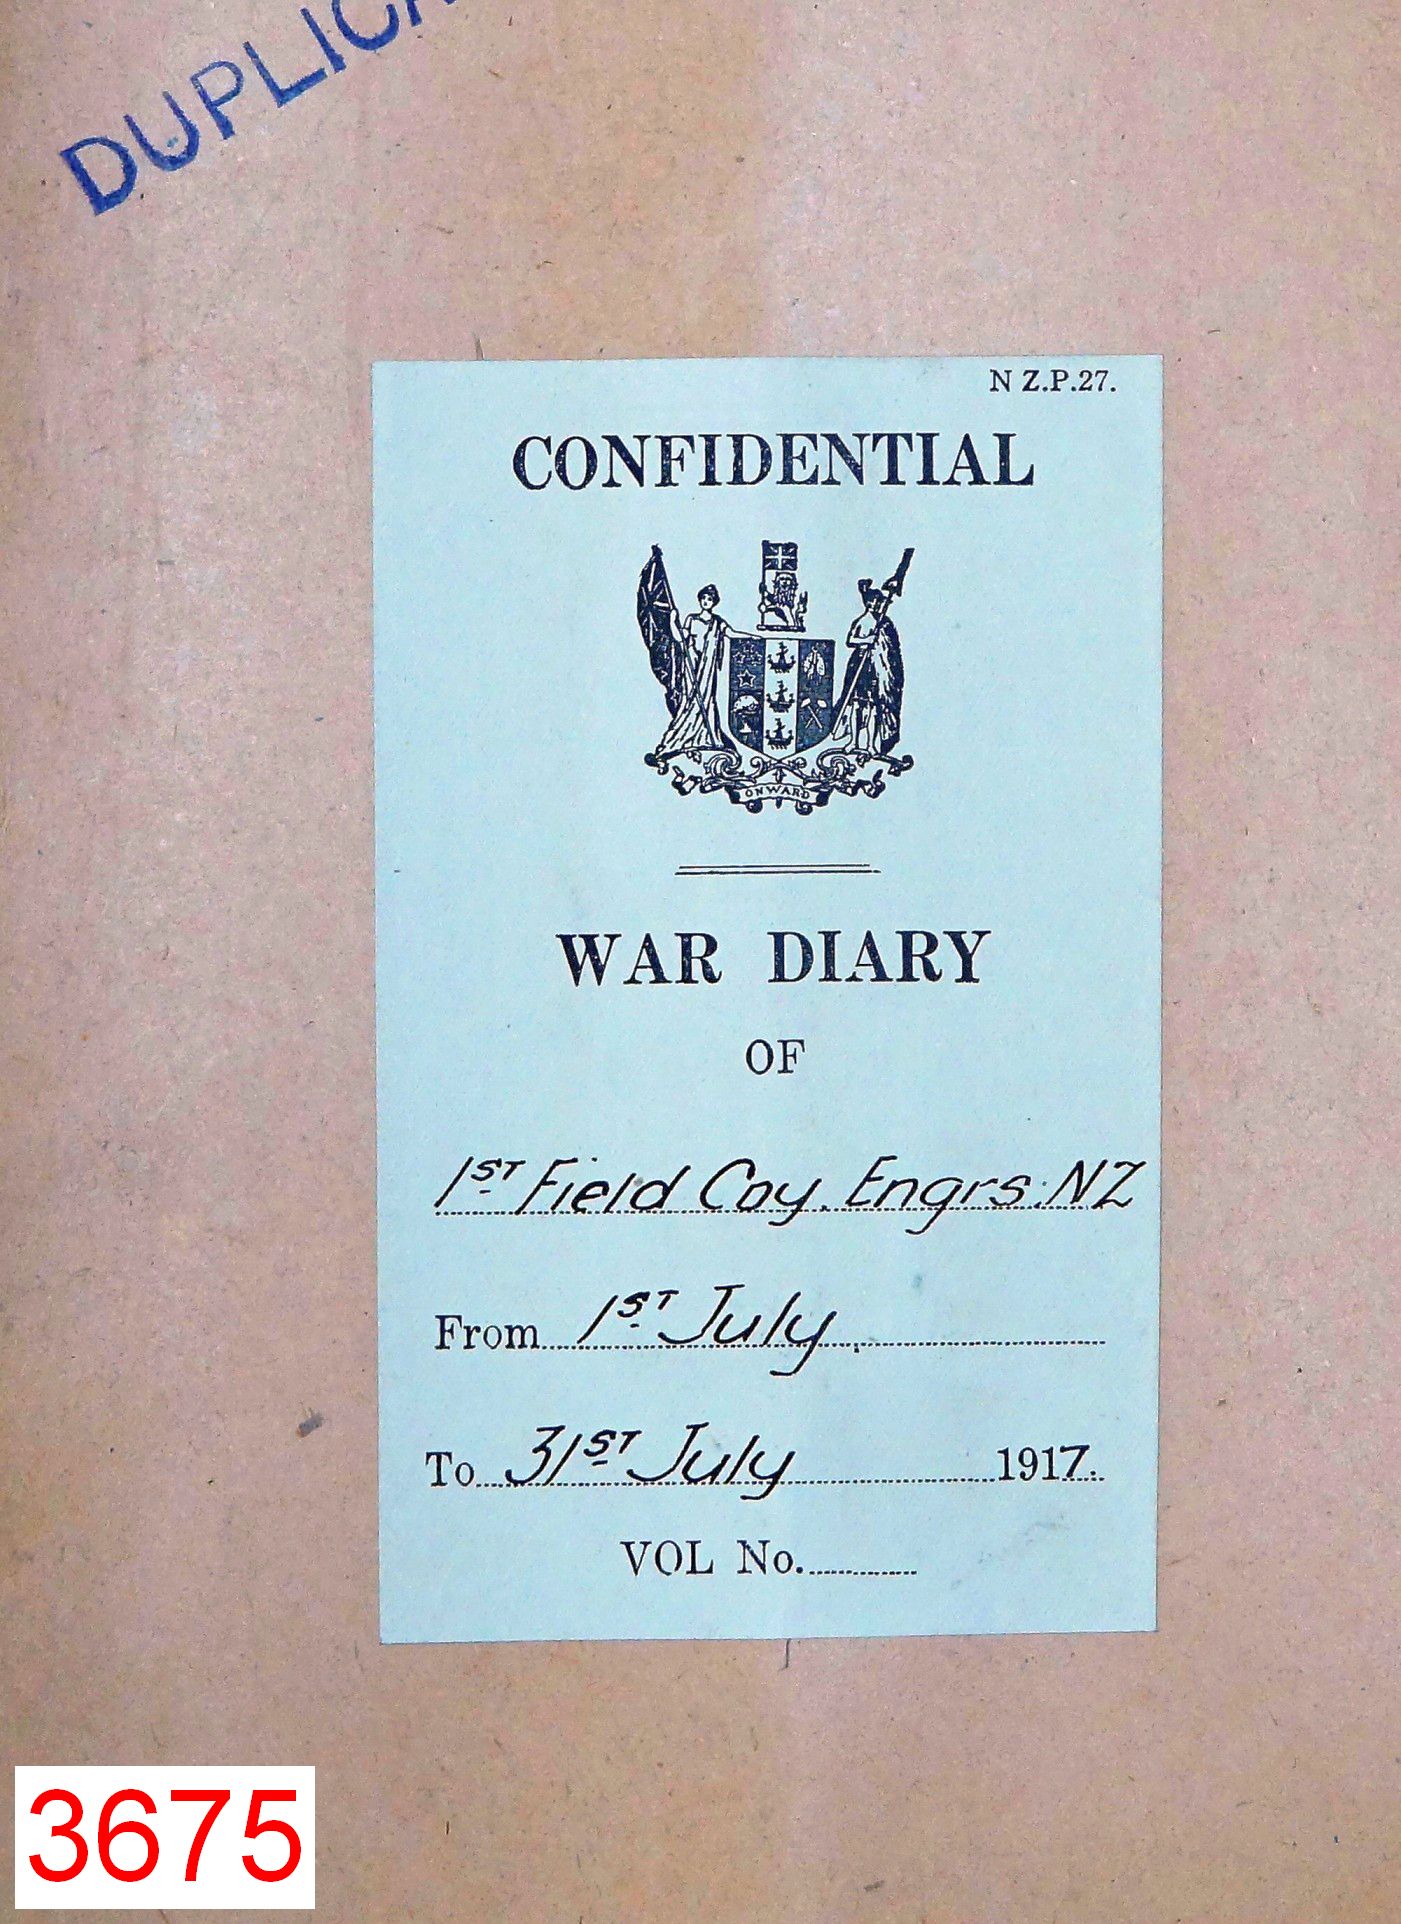 DUPLICA
N Z.P.27.
CONFIDENTIAL
ONWARD
WAR DIARY
OF
1ST Field Coy. Engrs. NZ
From 1ST July
To 31ST July 1917.
VOL No.
3675